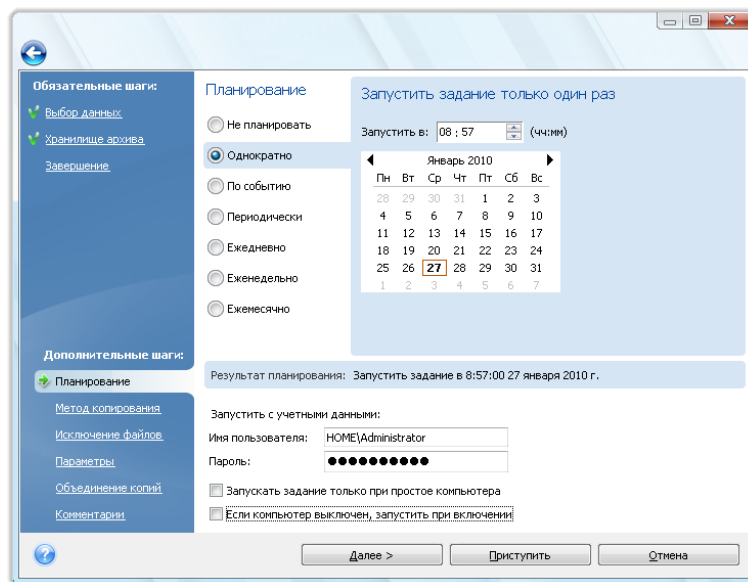 Обязательные шаги:
Выбор данных
Хранилище архива
Завершение
Дополнительные шаги:
Планирование
Метод копирования
Исключение файлов
Параметры
Объединение копий
Комментарии
Планирование
Не планировать
Однократно
По событию
Периодически
Ежедневно
Еженедельно
Ежемесячно
Запустить задание только один раз
Запустить в: 08 : 57 (чч:мм)
Январь 2010
Пн Вт Ср Чт Пт Сб Вс
28 29 30 31 1 2 3
4 5 6 7 8 9 10
11 12 13 14 15 16 17
18 19 20 21 22 23 24
25 26 27 28 29 30 31
1 2 3 4 5 6 7
Результат планирования: Запустить задание в 8:57:00 27 января 2010 г.
Запустить с учетными данными:
Имя пользователя: HOME\Administrator
Пароль: ●●●●●●●●●●
Запускать задание только при простое компьютера
Если компьютер выключен, запустить при включении
Далее >
Приступить
Отмена